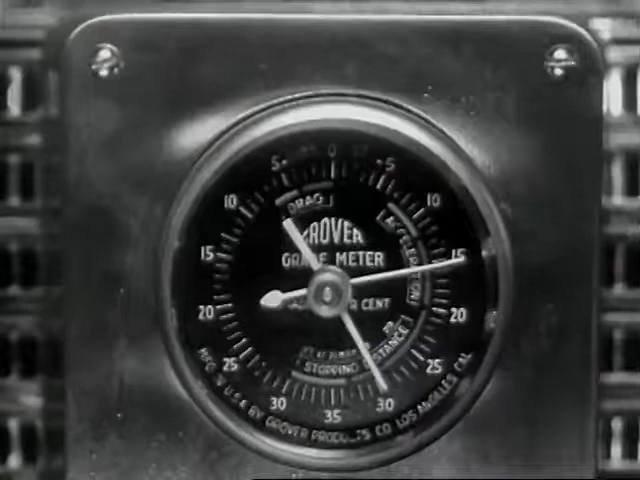 5 0 5
10 10
DRAG
ACCELERATION
GROVER
GRADE METER
15 15
PER CENT
20 20
STOPPING DISTANCE
25 25
30 35 30
MFG IN U.S.A. BY GROVER PRODUCTS CO. LOS ANGELES CAL.